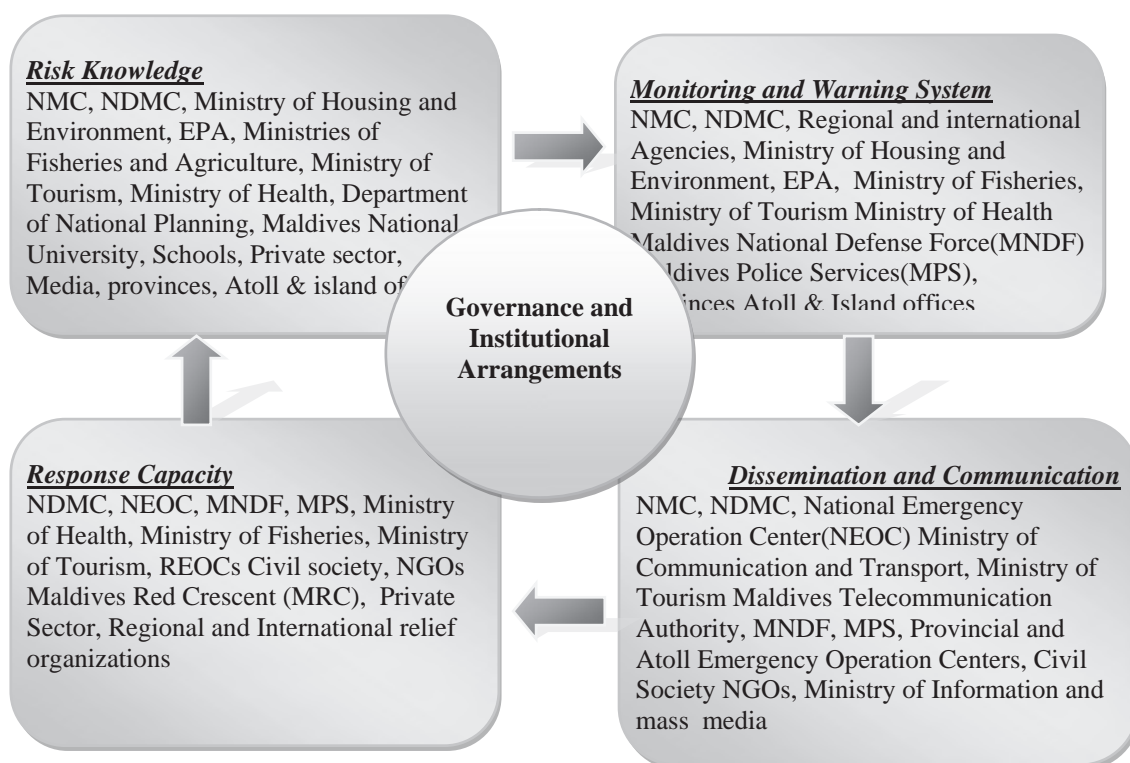 Risk Knowledge
NMC, NDMC, Ministry of Housing and
Environment, EPA, Ministries of
Fisheries and Agriculture, Ministry of
Tourism, Ministry of Health, Department
of National Planning, Maldives National
University, Schools, Private sector,
Media, provinces, Atoll & island
Monitoring and Warning System
NMC, NDMC, Regional and international
Agencies, Ministry of Housing and
Environment, EPA, Ministry of Fisheries,
Ministry of Tourism Ministry of Health
Maldives National Defense Force(MNDF)
Police Services(MPS),
Atoll & Island offices
Governance and
Institutional
Arrangements
Response Capacity
NDMC, NEOC, MNDF, MPS, Ministry
of Health, Ministry of Fisheries, Ministry
of Tourism, REOCs Civil society, NGOs
Maldives Red Crescent (MRC), Private
Sector, Regional and International relief
organizations
Dissemination and Communication
NMC, NDMC, National Emergency
Operation Center(NEOC) Ministry of
Communication and Transport, Ministry of
Tourism Maldives Telecommunication
Authority, MNDF, MPS, Provincial and
Atoll Emergency Operation Centers, Civil
Society NGOs, Ministry of Information and
mass media